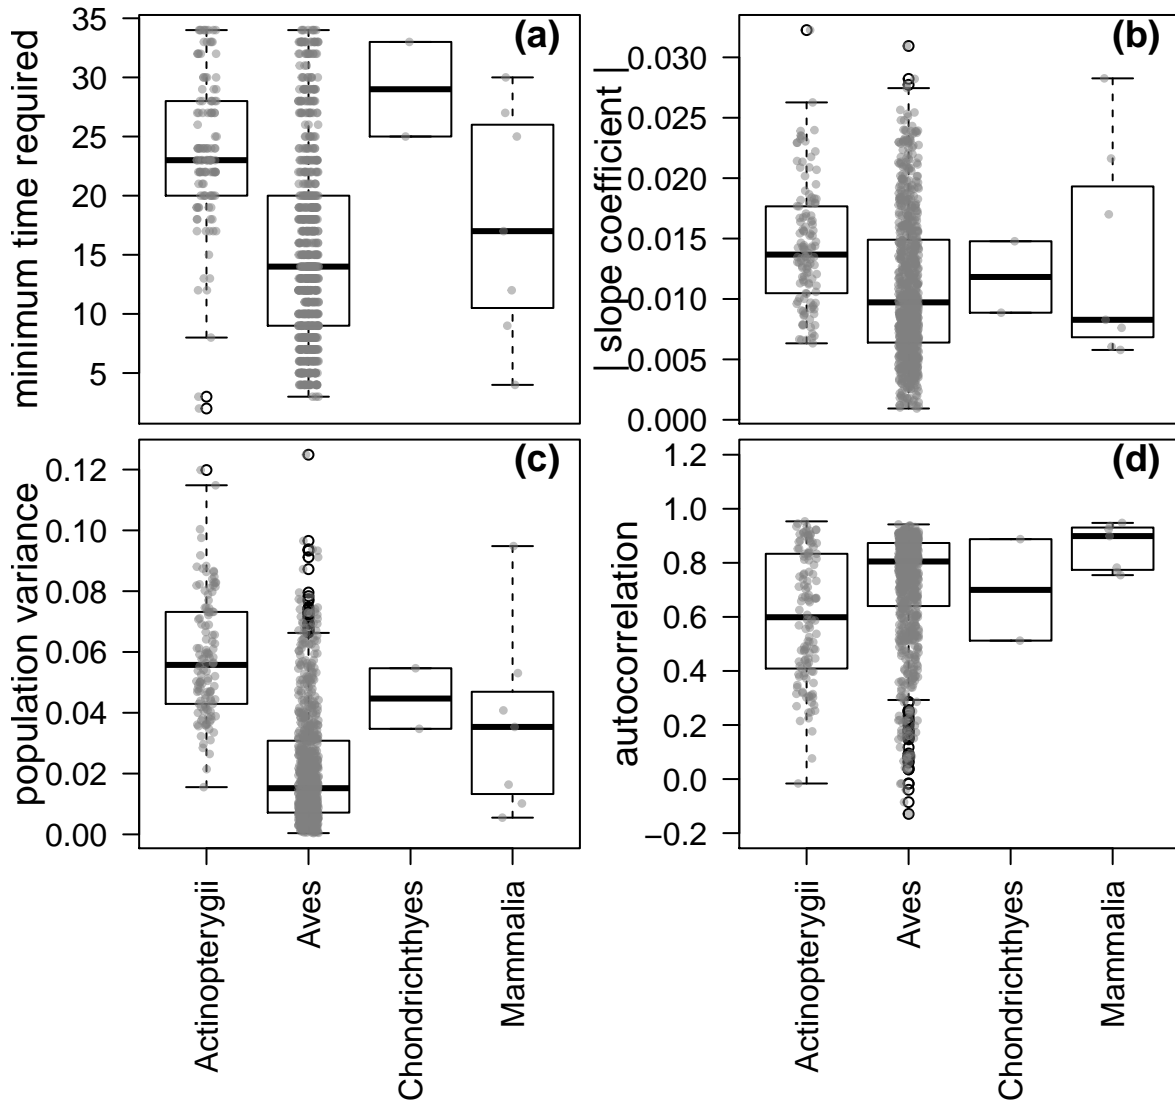 (a)
minimum time required
35
30
25
20
15
10
5
(b)
| slope coefficient |
0.030
0.025
0.020
0.015
0.010
0.005
0.000
(c)
population variance
0.12
0.10
0.08
0.06
0.04
0.02
0.00
Actinopterygii
Aves
Chondrichthyes
Mammalia
(d)
autocorrelation
1.2
1.0
0.8
0.6
0.4
0.2
0.0
−0.2
Actinopterygii
Aves
Chondrichthyes
Mammalia